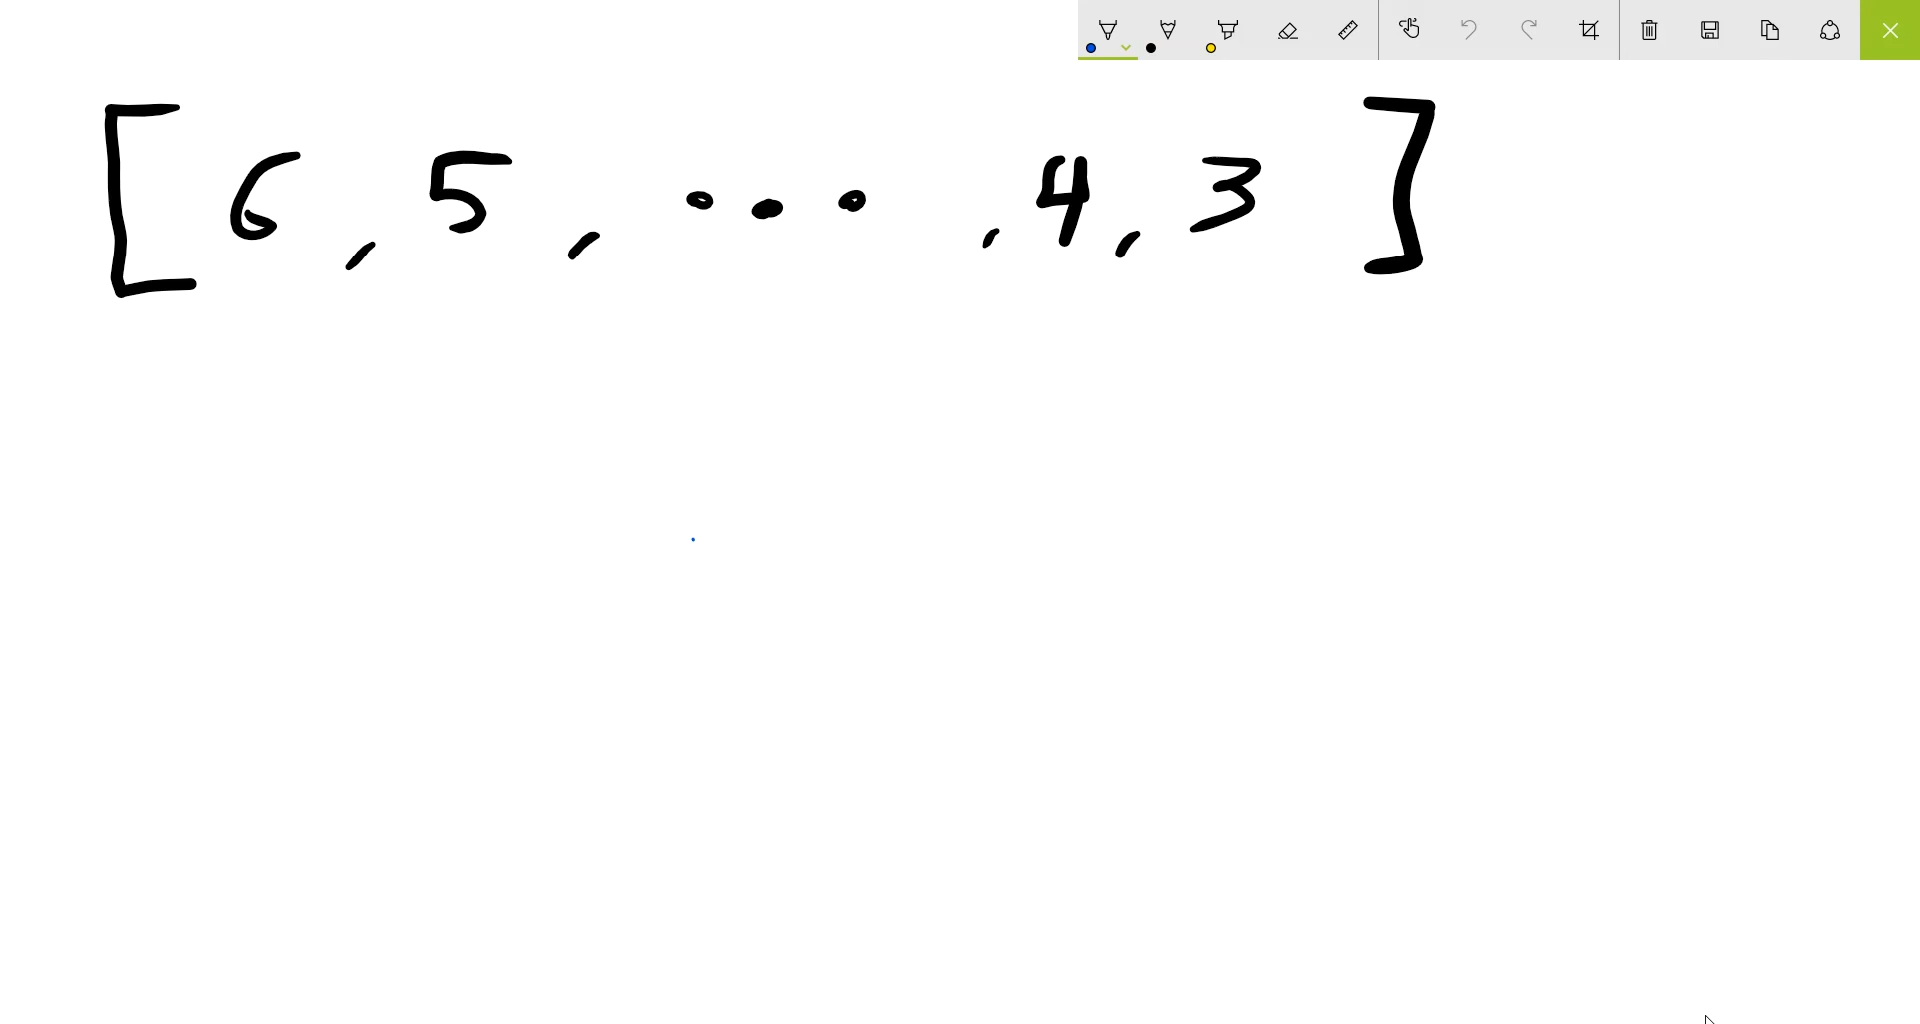 [ 6 , 5 , ... , 4 , 3 ]